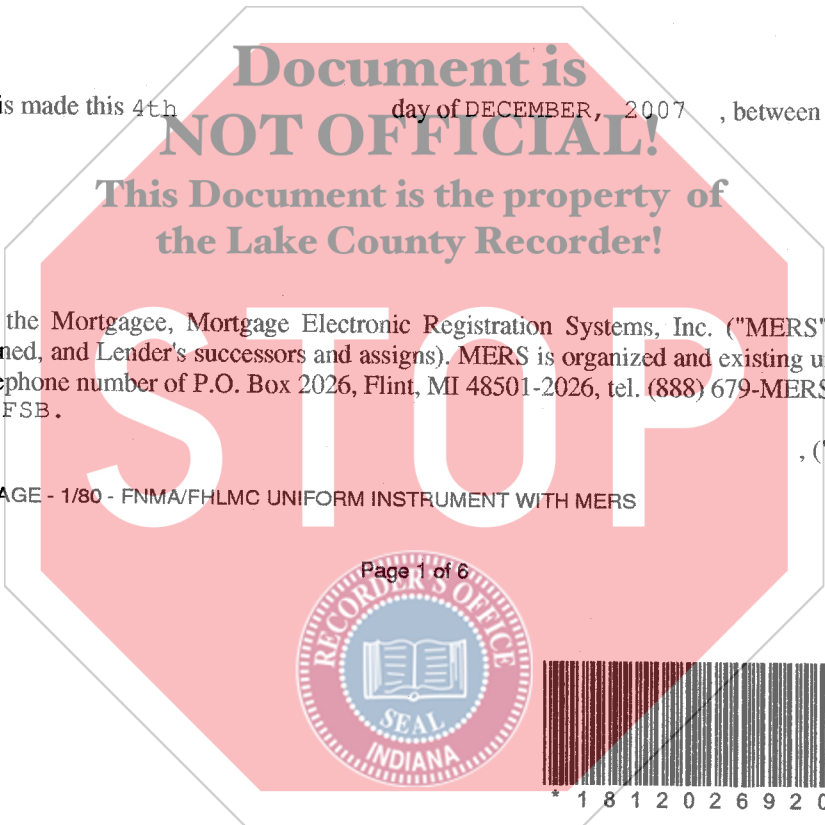 Document is
is made this 4th day of DECEMBER, 2007 , between
NOT OFFICIAL!
This Document is the property of
the Lake County Recorder!
the Mortgagee, Mortgage Electronic Registration Systems, Inc. ("MERS"
ned, and Lender's successors and assigns). MERS is organized and existing u
ephone number of P.O. Box 2026, Flint, MI 48501-2026, tel. (888) 679-MERS
FSB.
, ("
STOP
AGE - 1/80 - FNMA/FHLMC UNIFORM INSTRUMENT WITH MERS
Page 1 of 6
RECORDER'S OFFICE
SEAL
INDIANA
* 1 8 1 2 0 2 6 9 2 0